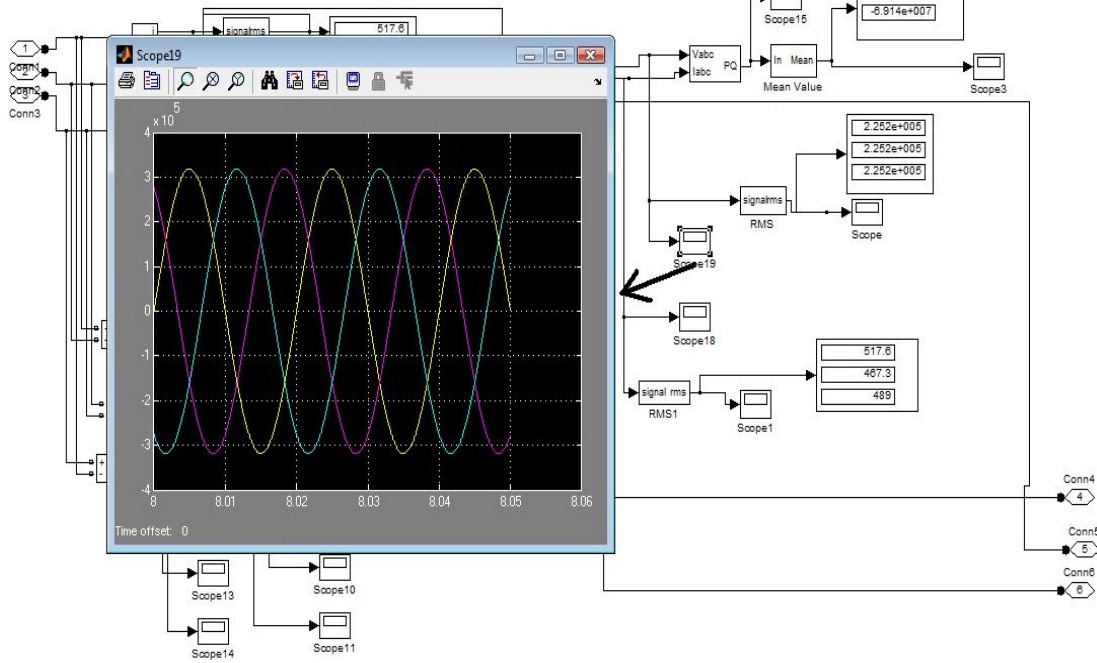 Scope15
-6.914e+007
i
signalrms
517.6
1
Conn1
2
Conn2
3
Conn3
Scope19
Vabc
Iabc
PQ
In Mean
Mean Value
Scope3
x 10
5
4
3
2
1
0
-1
-2
-3
-4
8
8.01
8.02
8.03
8.04
8.05
8.06
Time offset: 0
2.252e+005
2.252e+005
2.252e+005
signalrms
RMS
Scope
Scope19
Scope18
517.6
467.3
489
signal rms
RMS1
Scope1
Conn4
4
Conn5
5
Conn6
6
+
-
Scope13
Scope10
Scope14
Scope11